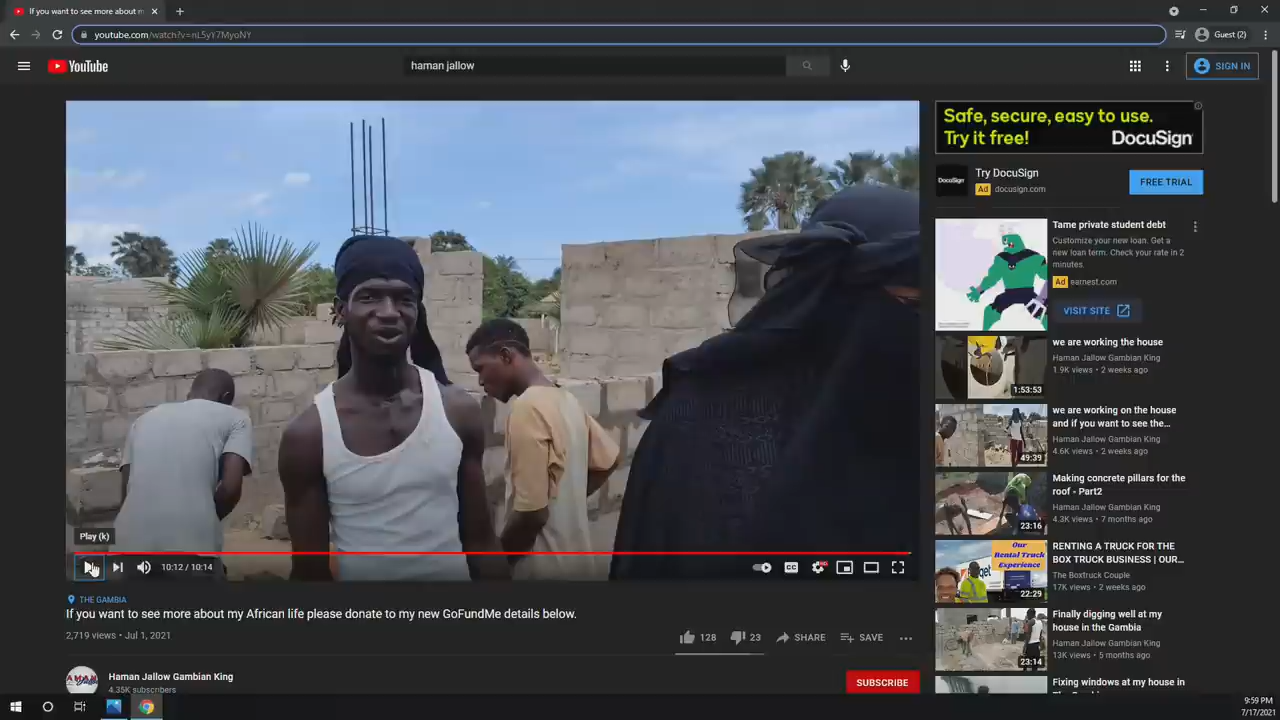 If you want to see more about m
Guest (2)
youtube.com/watch?v=nL5yY7MyoNY
YouTube
haman jallow
SIGN IN
Safe, secure, easy to use.
Try it free!
DocuSign
DocuSign
Try DocuSign
Ad docusign.com
FREE TRIAL
Tame private student debt
Customize your new loan. Get a
new loan term. Check your rate in 2
minutes.
Ad earnest.com
VISIT SITE
we are working the house
Haman Jallow Gambian King
1.9K views • 2 weeks ago
1:53:53
we are working on the house
and if you want to see the...
Haman Jallow Gambian King
4.6K views • 2 weeks ago
49:39
Making concrete pillars for the
roof - Part2
Haman Jallow Gambian King
4.3K views • 7 months ago
23:16
Our
Rental Truck
Experience
RENTING A TRUCK FOR THE
BOX TRUCK BUSINESS | OUR...
The Boxtruck Couple
17K views • 2 weeks ago
22:29
Finally digging well at my
house in the Gambia
Haman Jallow Gambian King
13K views • 5 months ago
23:14
Fixing windows at my house in
Play (k)
10:12 / 10:14
THE GAMBIA
If you want to see more about my African life please donate to my new GoFundMe details below.
2,719 views • Jul 1, 2021
128
23
SHARE
SAVE
Haman Jallow Gambian King
4.35K subscribers
SUBSCRIBE
9:59 PM
7/17/2021